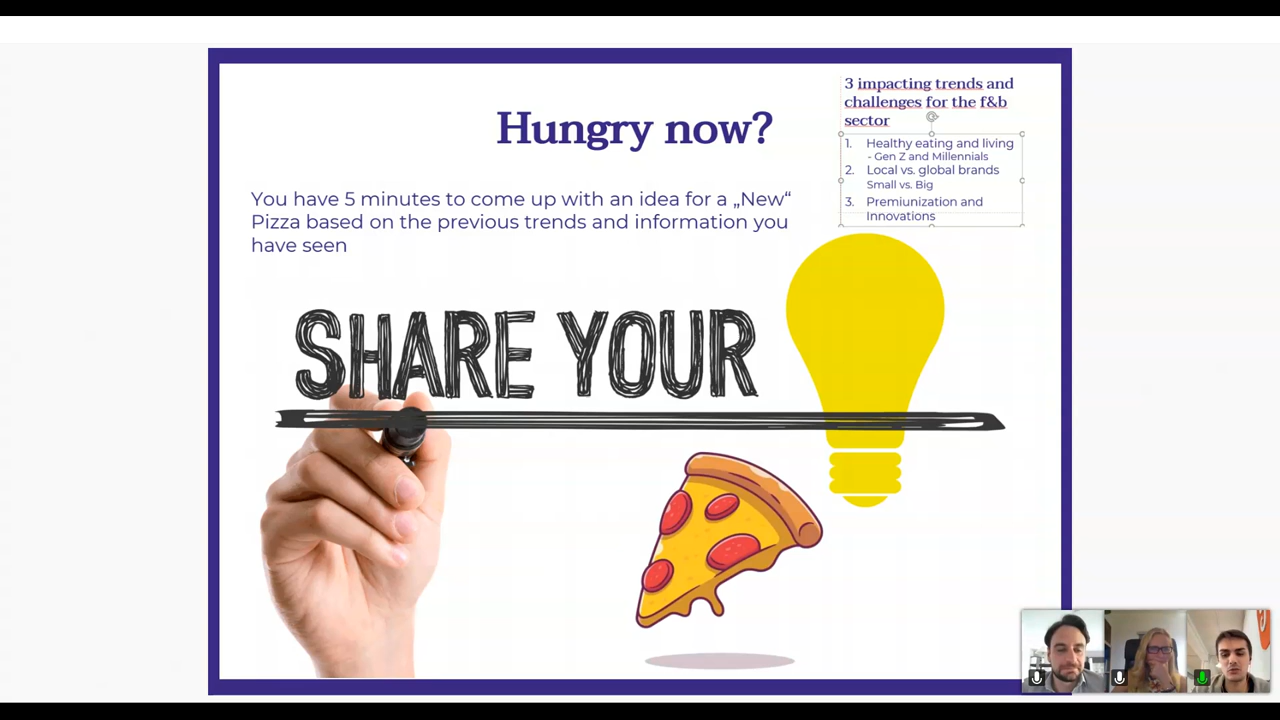 Hungry now?
You have 5 minutes to come up with an idea for a „New“
Pizza based on the previous trends and information you
have seen
3 impacting trends and
challenges for the f&b
sector
1. Healthy eating and living
- Gen Z and Millennials
2. Local vs. global brands
Small vs. Big
3. Premiunization and
Innovations
SHARE YOUR